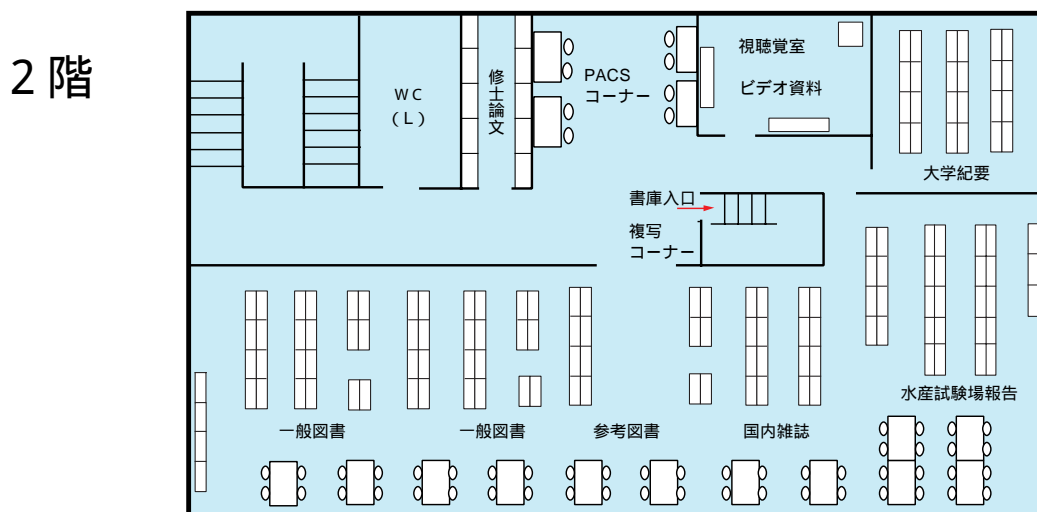 2階
WC
(L)
修士論文
PACS
コーナー
視聴覚室
ビデオ資料
大学紀要
書庫入口
複写
コーナー
水産試験場報告
一般図書
一般図書
参考図書
国内雑誌